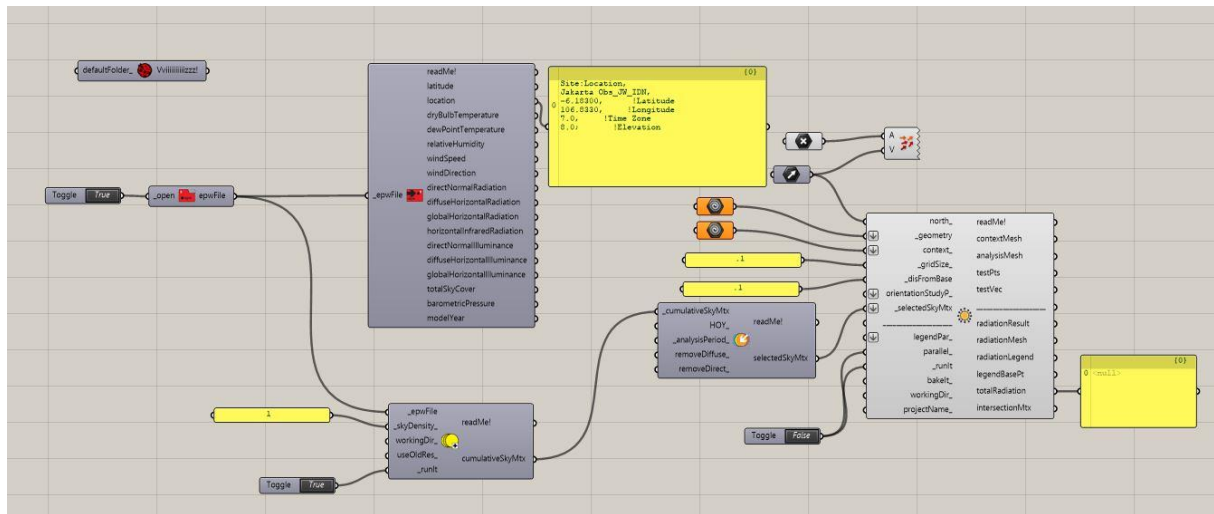 defaultFolder_ Vviiiiiiiizzz!
Toggle True
_open epwFile
_epwFile
readMe!
latitude
location
dryBulbTemperature
dewPointTemperature
relativeHumidity
windSpeed
windDirection
directNormalRadiation
diffuseHorizontalRadiation
globalHorizontalRadiation
horizontalInfraredRadiation
directNormalIlluminance
diffuseHorizontalIlluminance
globalHorizontalIlluminance
totalSkyCover
barometricPressure
modelYear
{0}
0
Site:Location,
Jakarta Obs_JW_IDN,
-6.18300, !Latitude
106.8330, !Longitude
7.0, !Time Zone
8.0; !Elevation
A
V
.1
.1
1
_epwFile
_skyDensity_
workingDir_
useOldRes_
_runIt
readMe!
cumulativeSkyMtx
Toggle True
_cumulativeSkyMtx
HOY_
_analysisPeriod_
removeDiffuse_
removeDirect_
readMe!
selectedSkyMtx
Toggle False
north_
_geometry
context_
_gridSize_
_disFromBase
orientationStudyP_
_selectedSkyMtx
legendPar_
parallel_
_runIt
bakeIt_
workingDir_
projectName_
readMe!
contextMesh
analysisMesh
testPts
testVec
radiationResult
radiationMesh
radiationLegend
legendBasePt
totalRadiation
intersectionMtx
{0}
0 <null>